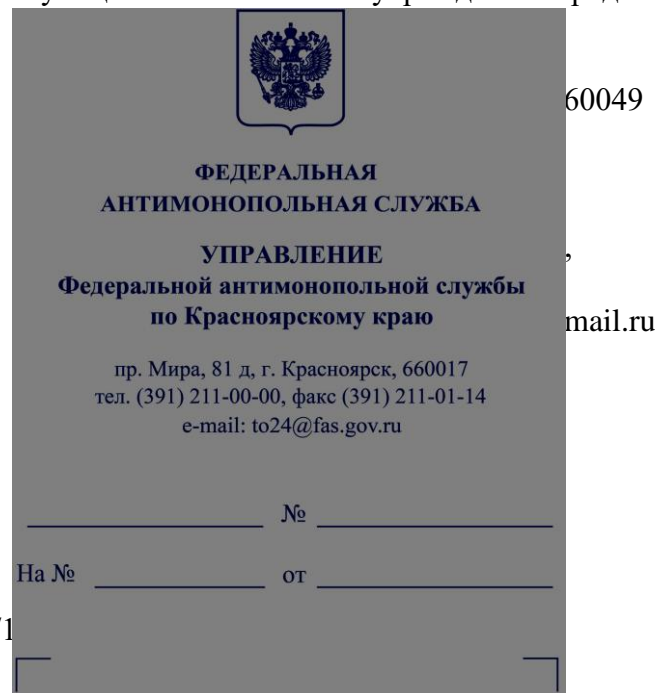 60049
ФЕДЕРАЛЬНАЯ
АНТИМОНОПОЛЬНАЯ СЛУЖБА
УПРАВЛЕНИЕ
Федеральной антимонопольной службы
по Красноярскому краю
mail.ru
пр. Мира, 81 д, г. Красноярск, 660017
тел. (391) 211-00-00, факс (391) 211-01-14
e-mail: to24@fas.gov.ru
№
На № от